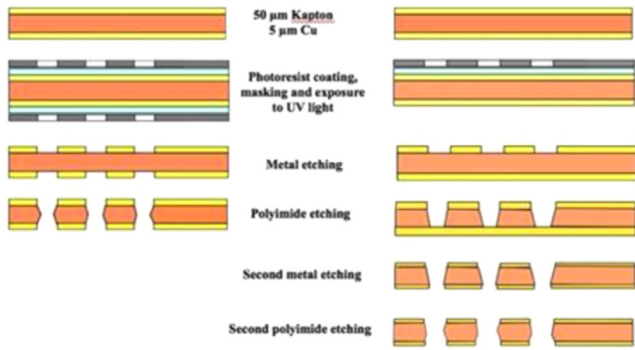 50 µm Kapton
5 µm Cu
Photoresist coating,
masking and exposure
to UV light
Metal etching
Polyimide etching
Second metal etching
Second polyimide etching